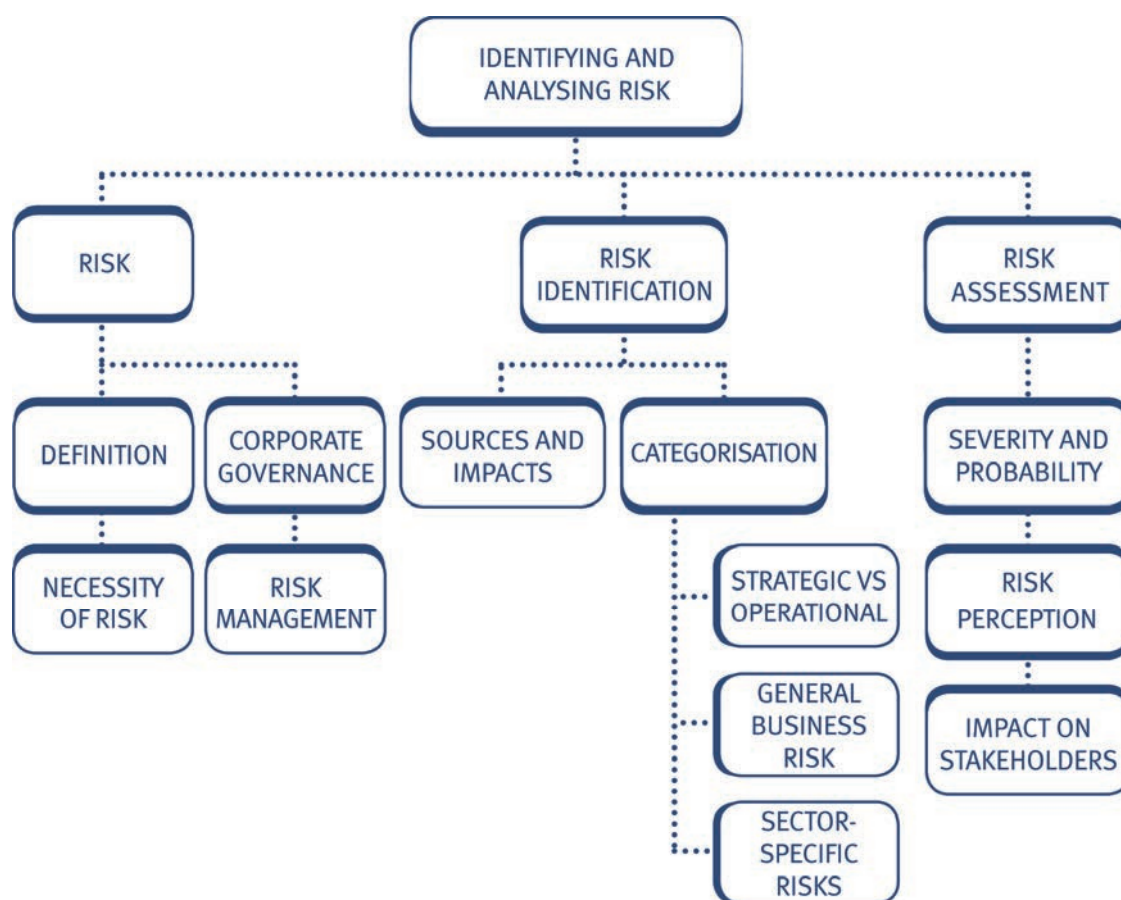 IDENTIFYING AND
ANALYSING RISK
RISK
RISK
IDENTIFICATION
RISK
ASSESSMENT
DEFINITION
CORPORATE
GOVERNANCE
SOURCES AND
IMPACTS
CATEGORISATION
SEVERITY AND
PROBABILITY
NECESSITY
OF RISK
RISK
MANAGEMENT
STRATEGIC VS
OPERATIONAL
RISK
PERCEPTION
GENERAL
BUSINESS
RISK
IMPACT ON
STAKEHOLDERS
SECTOR-
SPECIFIC
RISKS